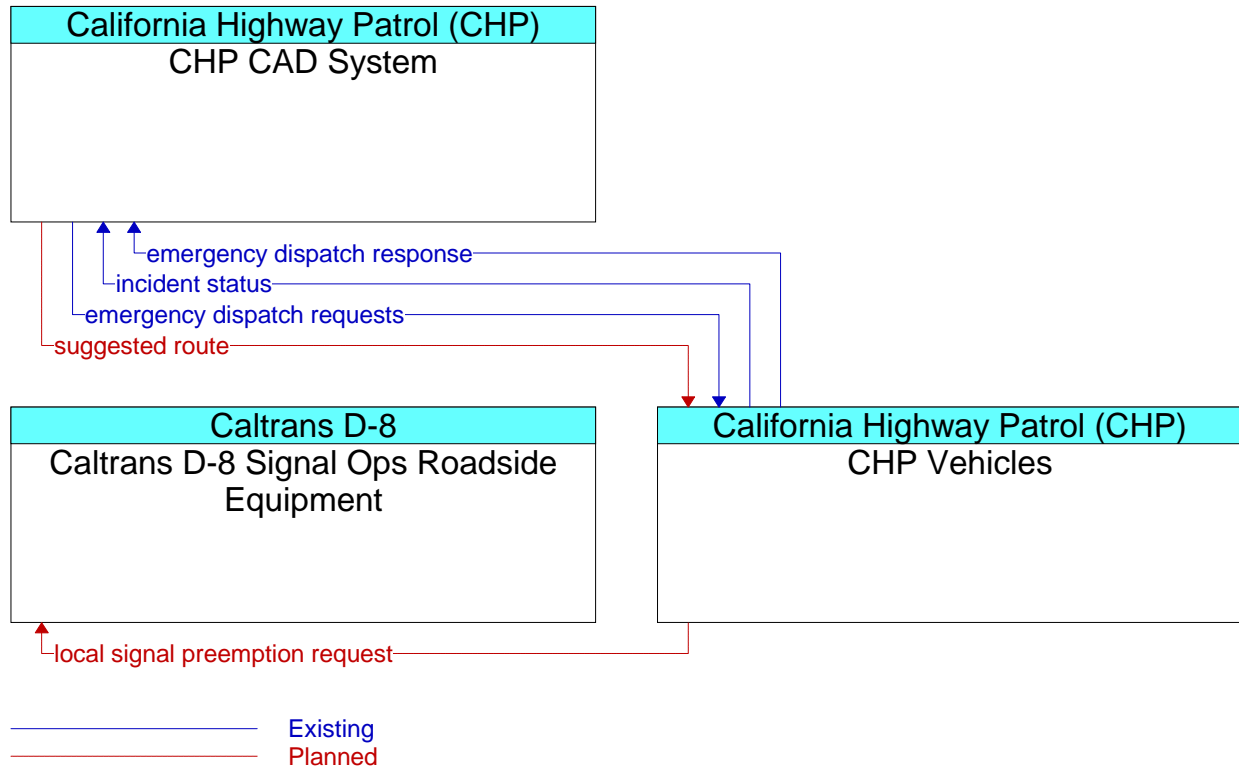 California Highway Patrol (CHP)
CHP CAD System
emergency dispatch response
incident status
emergency dispatch requests
suggested route
Caltrans D-8
Caltrans D-8 Signal Ops Roadside
Equipment
California Highway Patrol (CHP)
CHP Vehicles
local signal preemption request
Existing
Planned